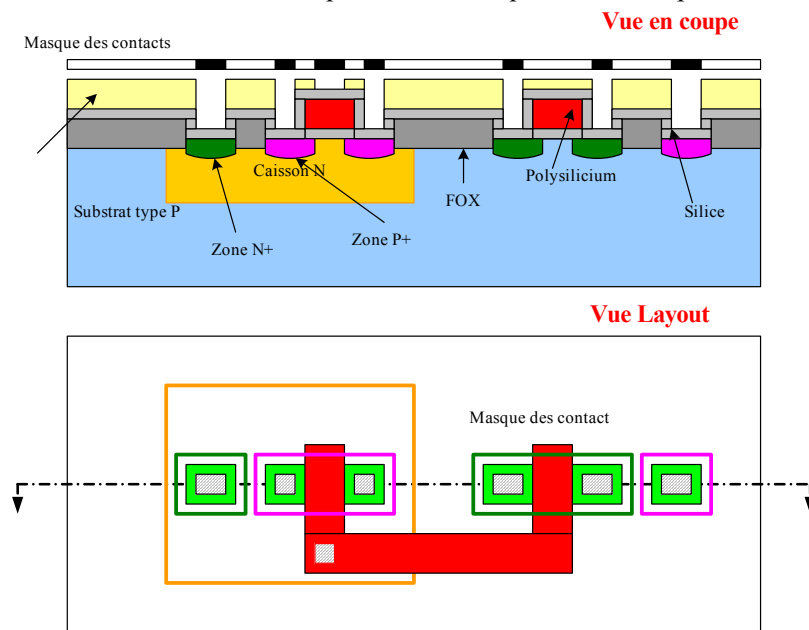 Vue en coupe
Masque des contacts
Caisson N
Polysilicium
Substrat type P
FOX
Silice
Zone P+
Zone N+
Vue Layout
Masque des contact